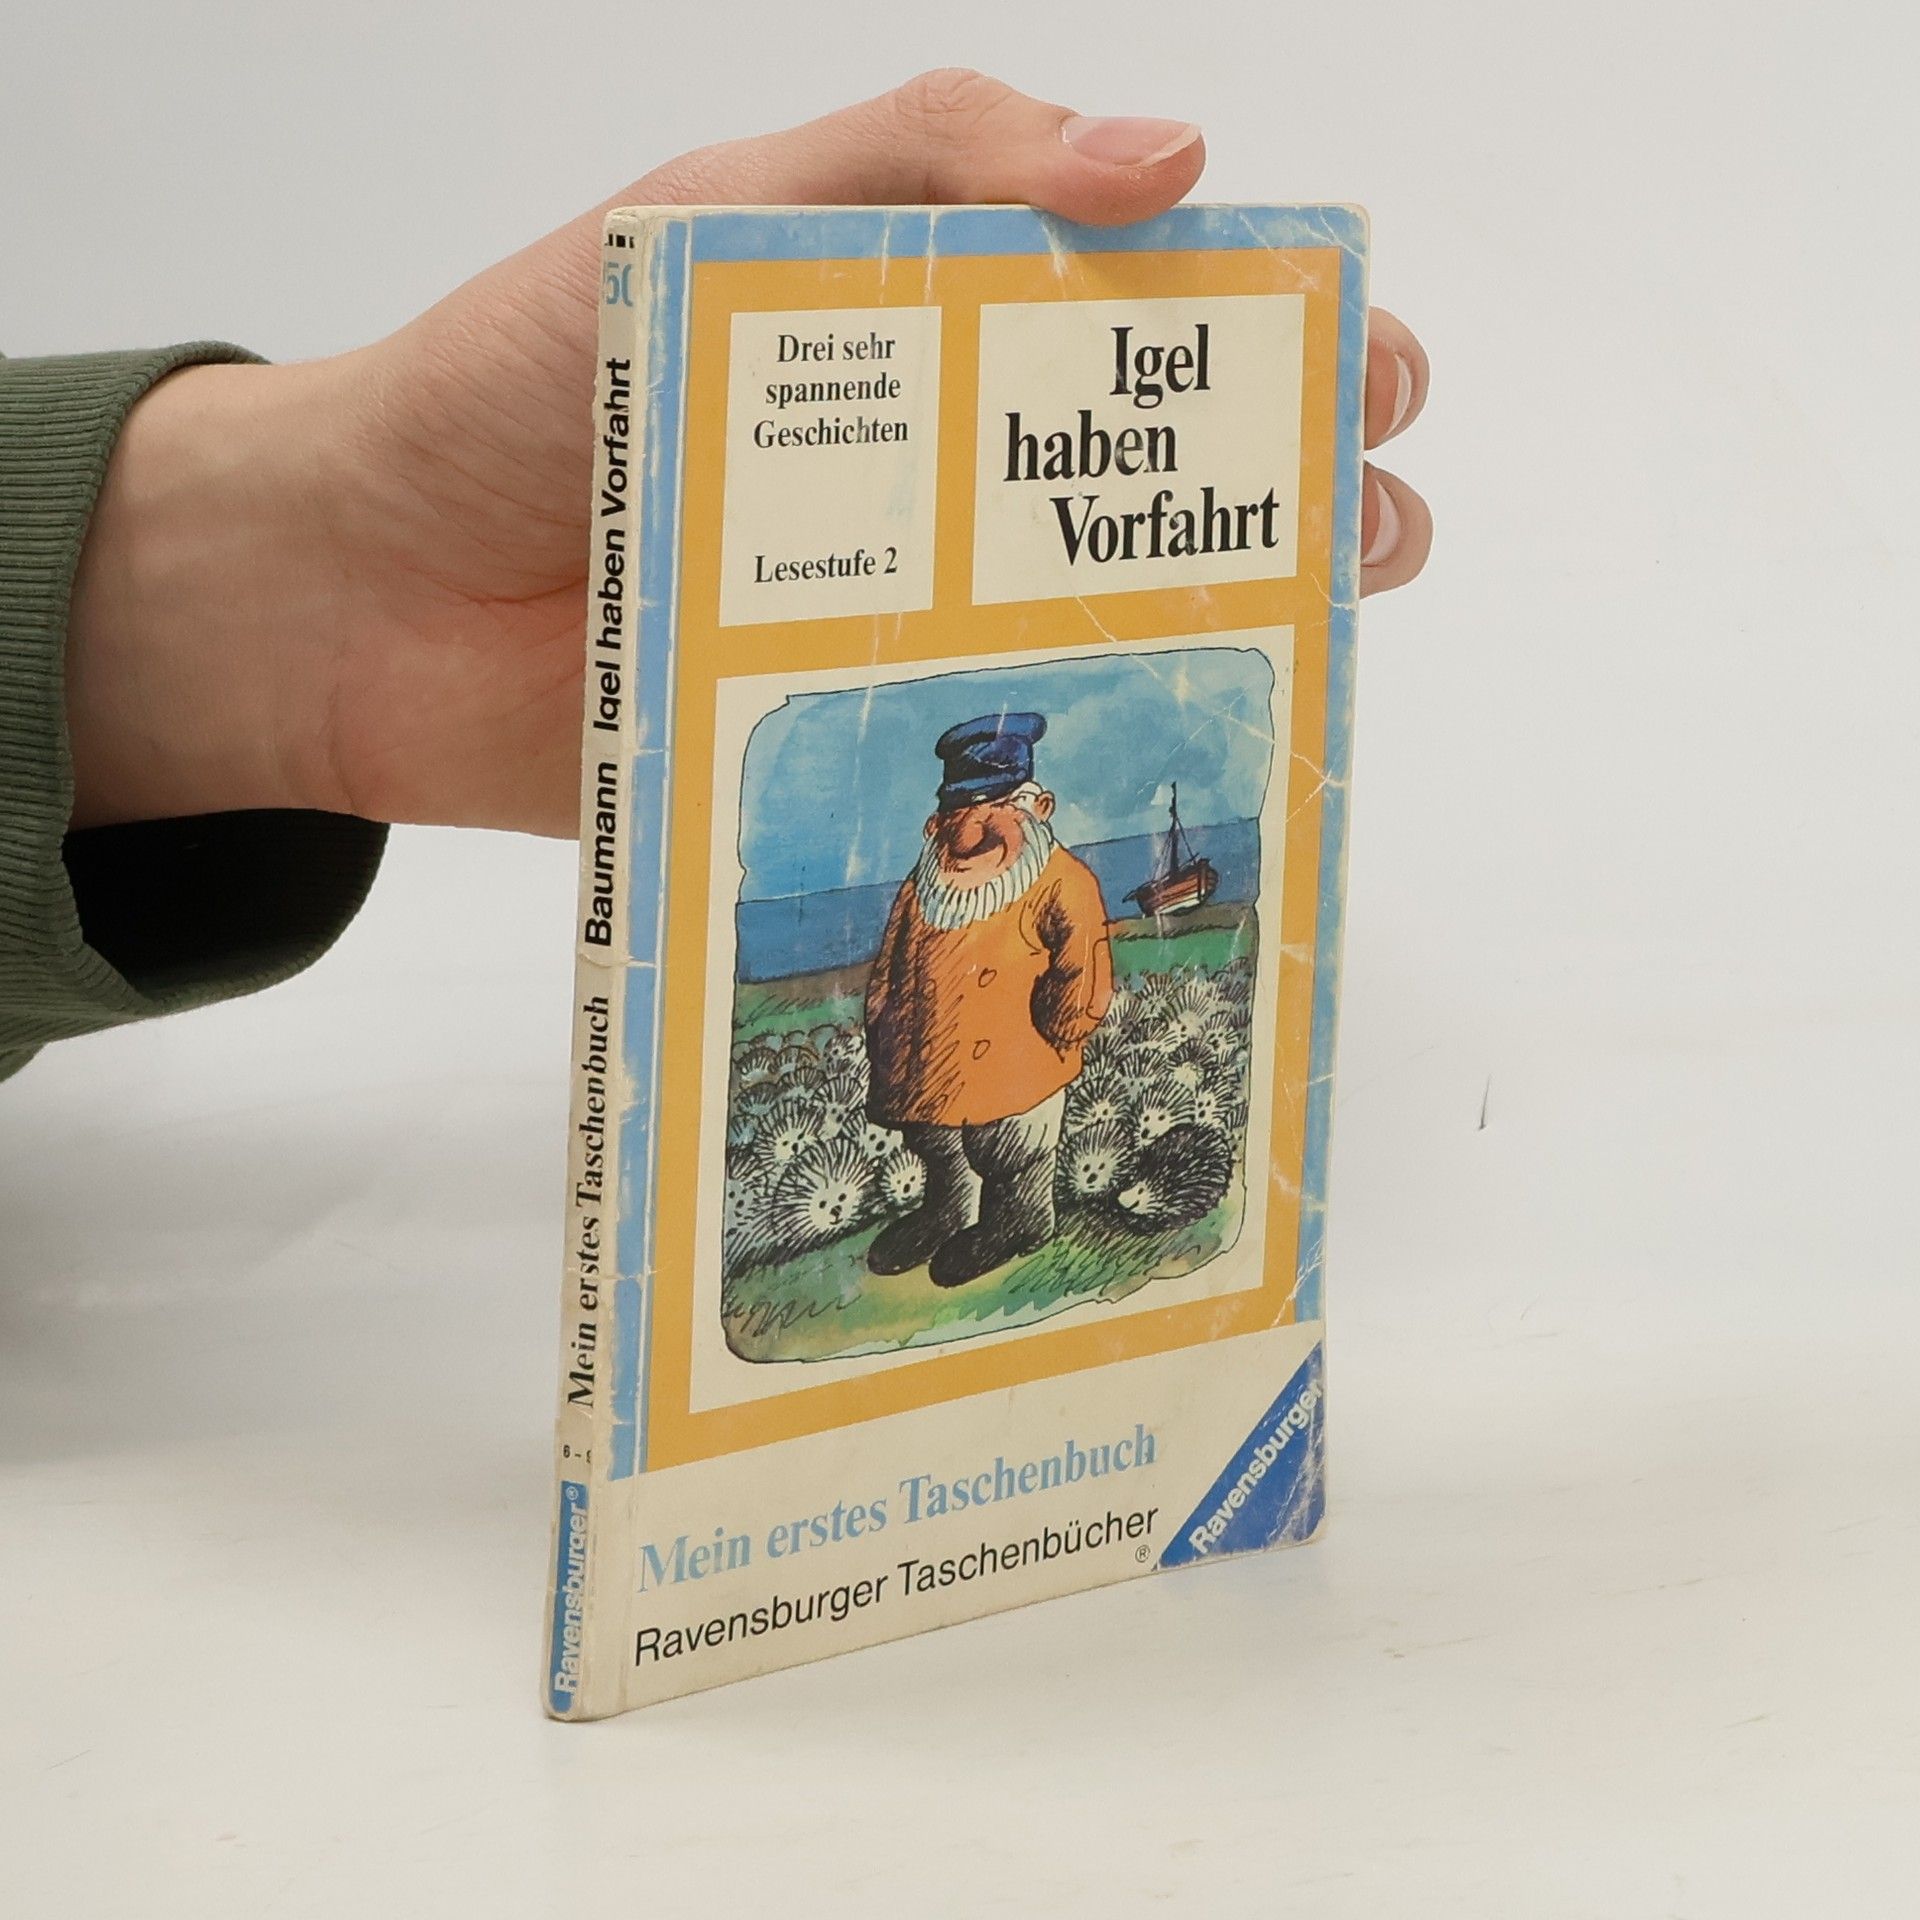 Drei sehr
spannende
Geschichten
Lesestufe 2
Igel
haben
Vorfahrt
Mein erstes Taschenbuch
Ravensburger Taschenbücher
®
Ravensburger
Mein erstes Taschenbuch Baumann Igel haben Vorfahrt
Ravensburger®